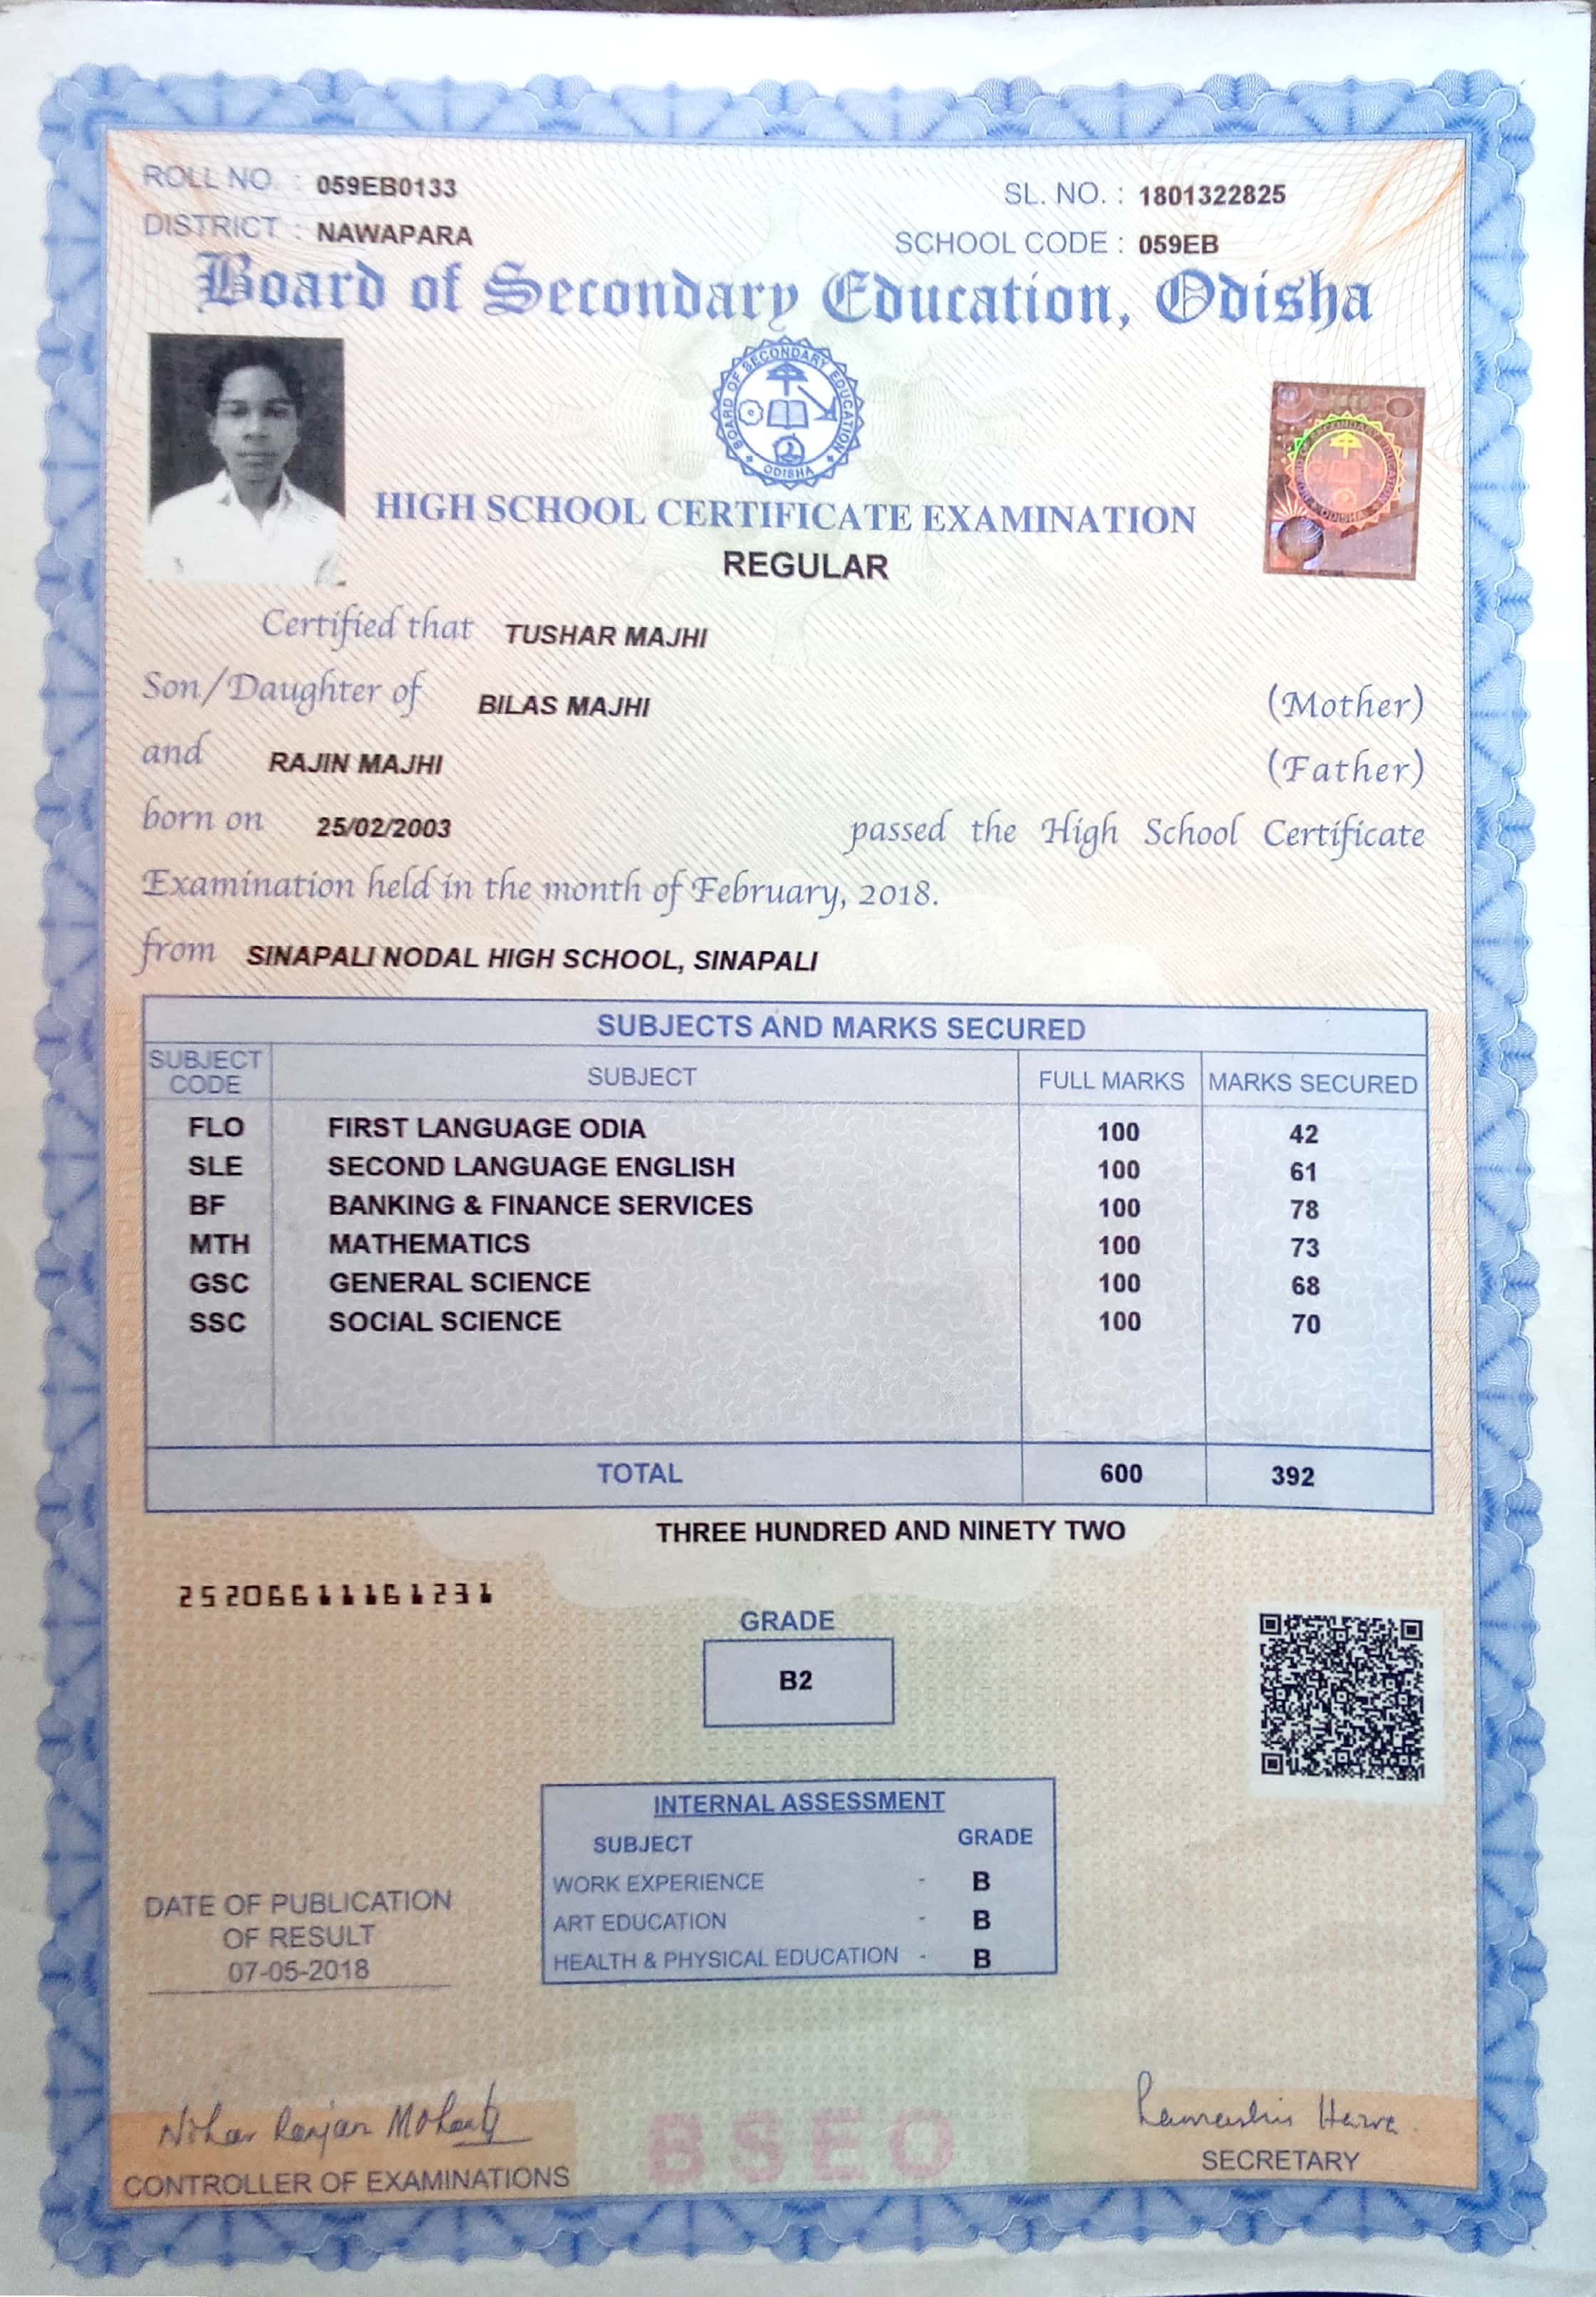 ROLL NO. : 059EB0133
SL. NO. : 1801322825
DISTRICT : NAWAPARA
SCHOOL CODE : 059EB
Board of Secondary Education, Odisha
BOARD OF SECONDARY EDUCATION
ODISHA
HIGH SCHOOL CERTIFICATE EXAMINATION
REGULAR
Certified that TUSHAR MAJHI
Son/Daughter of BILAS MAJHI (Mother)
and RAJIN MAJHI (Father)
born on 25/02/2003 passed the High School Certificate
Examination held in the month of February, 2018.
from SINAPALI NODAL HIGH SCHOOL, SINAPALI
SUBJECTS AND MARKS SECURED
SUBJECT CODE SUBJECT FULL MARKS MARKS SECURED
FLO FIRST LANGUAGE ODIA 100 42
SLE SECOND LANGUAGE ENGLISH 100 61
BF BANKING & FINANCE SERVICES 100 78
MTH MATHEMATICS 100 73
GSC GENERAL SCIENCE 100 68
SSC SOCIAL SCIENCE 100 70
TOTAL 600 392
THREE HUNDRED AND NINETY TWO
25206611161231
GRADE
B2
INTERNAL ASSESSMENT
SUBJECT GRADE
WORK EXPERIENCE - B
ART EDUCATION - B
HEALTH & PHYSICAL EDUCATION - B
DATE OF PUBLICATION
OF RESULT
07-05-2018
Nihar Ranjan Mohanty
CONTROLLER OF EXAMINATIONS
BSEO
SECRETARY